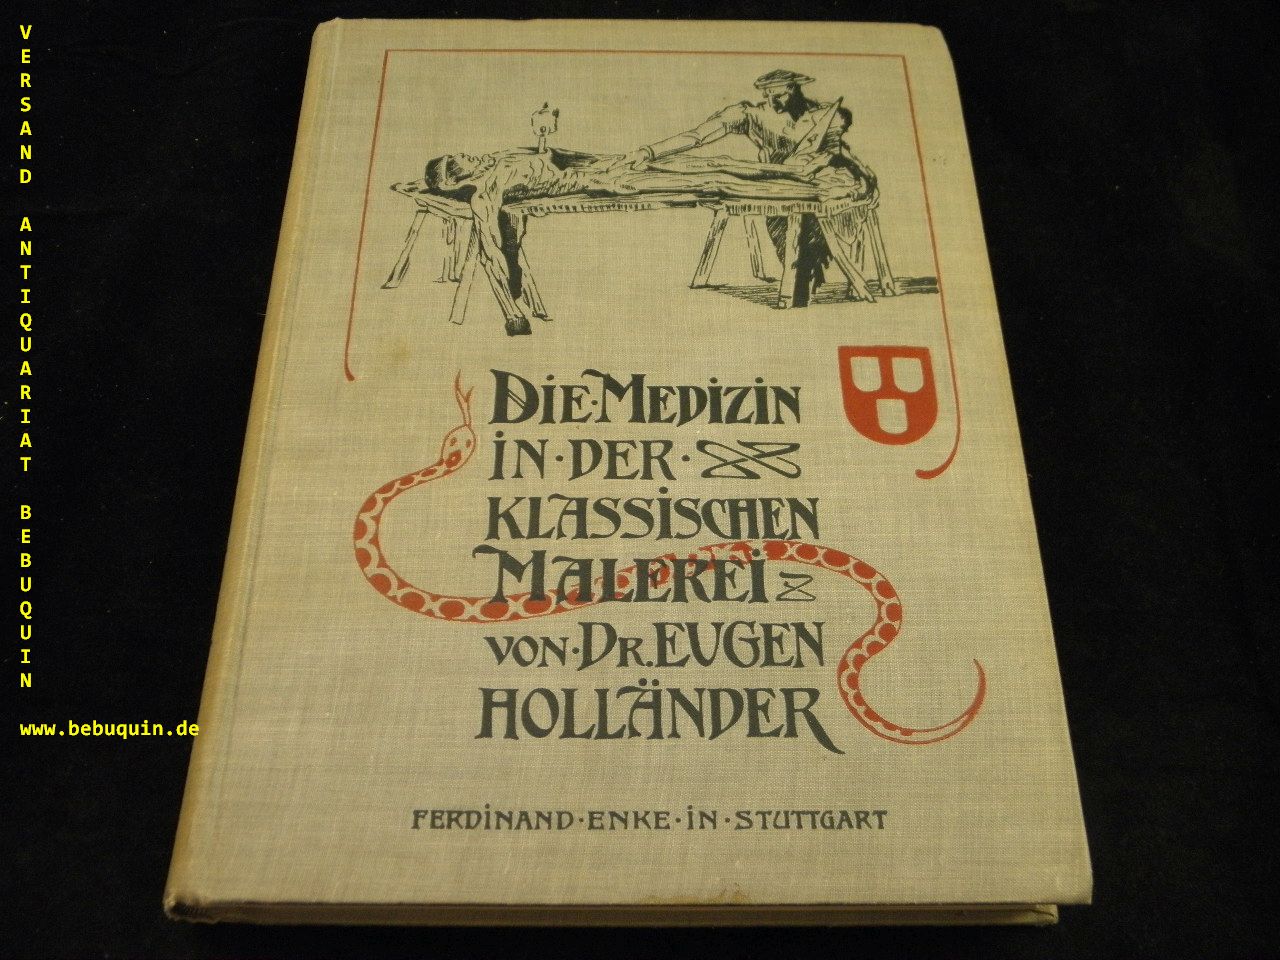 VERSAND ANTIQUARIAT BEBUQUIN
www.bebuquin.de
DIE·MEDIZIN
IN·DER·
KLASSISCHEN
MALEREI
VON·DR.EUGEN
HOLLÄNDER
FERDINAND·ENKE·IN·STUTTGART